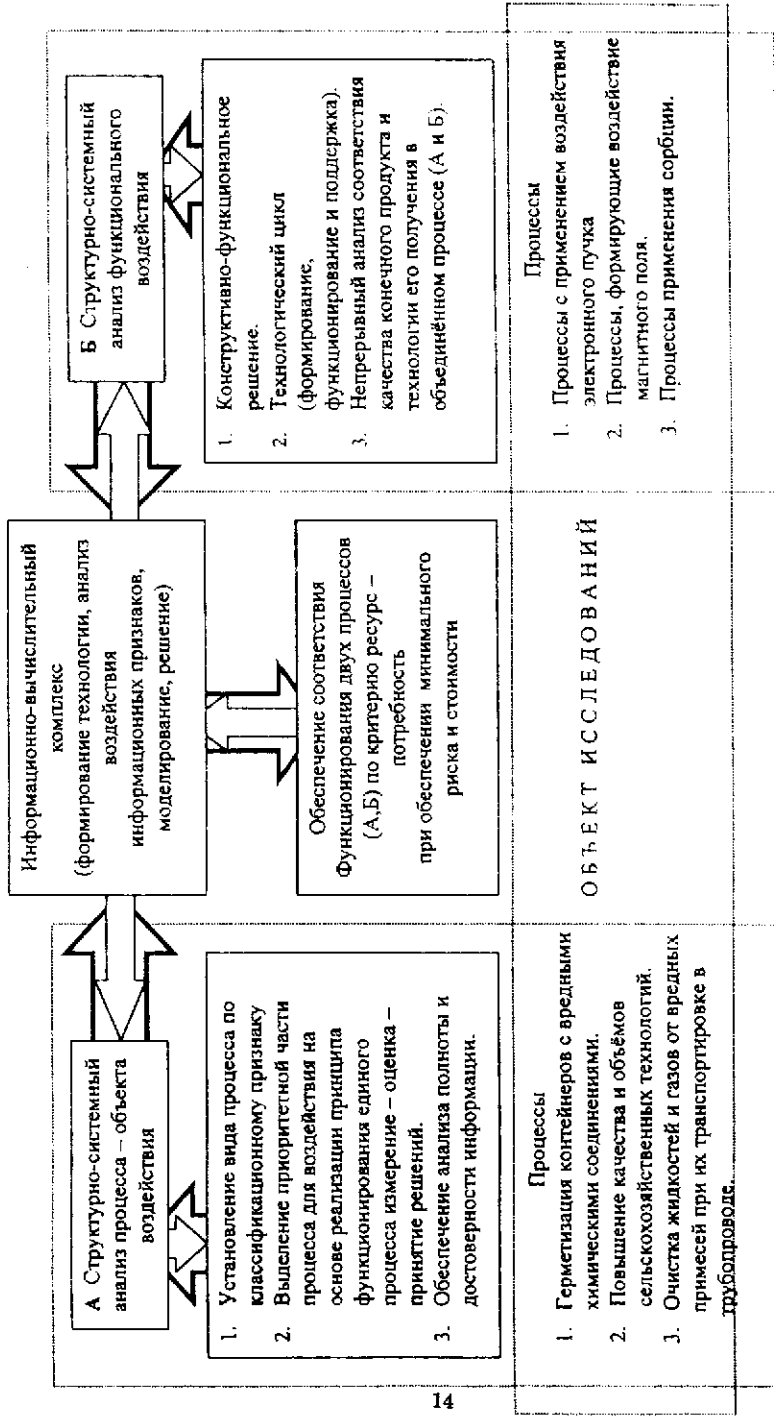 А Структурно-системный
анализ процесса – объекта
воздействия
1. Установление вида процесса по
классификационному признаку
2. Выделение приоритетной части
процесса для воздействия на
основе реализации принципа
функционирования единого
процесса измерение – оценка –
принятие решений.
3. Обеспечение анализа полноты и
достоверности информации.
Информационно-вычислительный
комплекс
(формирование технологии, анализ
воздействия
информационных признаков,
моделирование, решение)
Обеспечение соответствия
Функционирования двух процессов
(А,Б) по критерию ресурс –
потребность
при обеспечении минимального
риска и стоимости
Б Структурно-системный
анализ функционального
воздействия
1. Конструктивно-функциональное
решение.
2. Технологический цикл
(формирование,
функционирование и поддержка).
3. Непрерывный анализ соответствия
качества конечного продукта и
технологии его получения в
объединённом процессе (А и Б).
Процессы
1. Герметизация контейнеров с вредными
химическими соединениями.
2. Повышение качества и объёмов
сельскохозяйственных технологий.
3. Очистка жидкостей и газов от вредных
примесей при их транспортировке в
трубопроводе.
ОБЪЕКТ ИССЛЕДОВАНИЙ
Процессы
1. Процессы с применением воздействия
электронного пучка
2. Процессы, формирующие воздействие
магнитного поля.
3. Процессы применения сорбции.
14